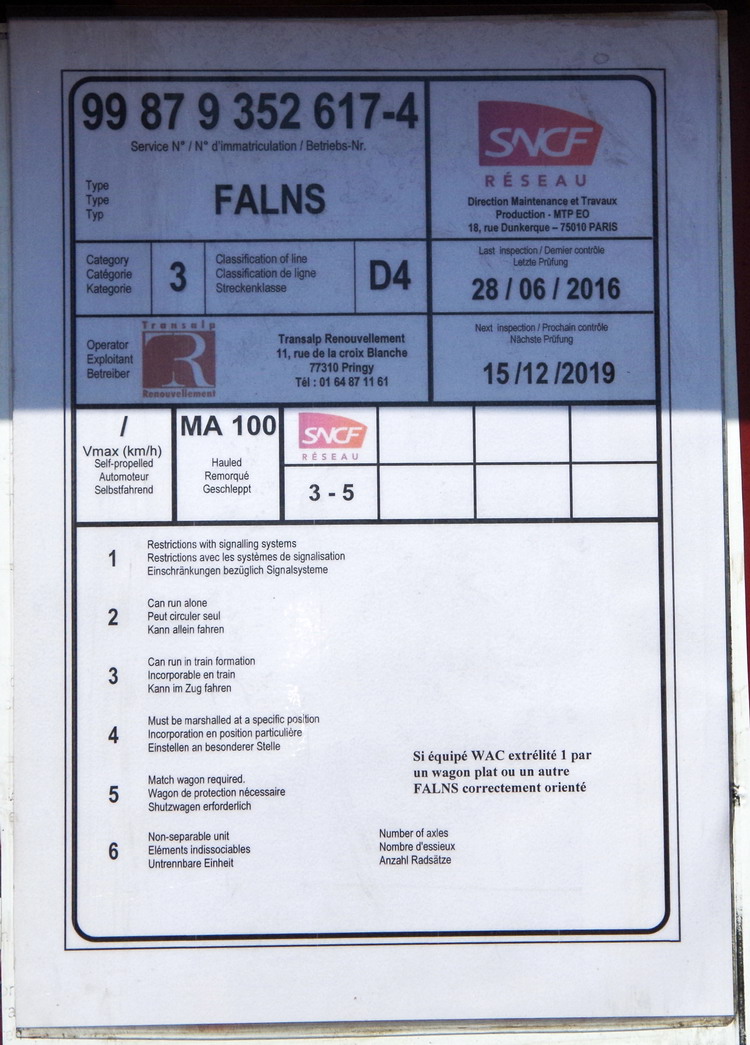 99 87 9 352 617-4
Service N° / N° d'immatriculation / Betriebs-Nr.
Type
Type
Typ
FALNS
SNCF
RÉSEAU
Direction Maintenance et Travaux
Production - MTP EO
18, rue Dunkerque – 75010 PARIS
Category
Catégorie
Kategorie
3
Classification of line
Classification de ligne
Streckenklasse
D4
Last inspection / Dernier contrôle
Letzte Prüfung
28 / 06 / 2016
Operator
Exploitant
Betreiber
Transalp
R
Renouvellement
Transalp Renouvellement
11, rue de la croix Blanche
77310 Pringy
Tél : 01 64 87 11 61
Next inspection / Prochain contrôle
Nächste Prüfung
15 /12 /2019
/
Vmax (km/h)
Self-propelled
Automoteur
Selbstfahrend
MA 100
Hauled
Remorqué
Geschleppt
SNCF
RÉSEAU
3 - 5
1
Restrictions with signalling systems
Restrictions avec les systèmes de signalisation
Einschränkungen bezüglich Signalsysteme
2
Can run alone
Peut circuler seul
Kann allein fahren
3
Can run in train formation
Incorporable en train
Kann im Zug fahren
4
Must be marshalled at a specific position
Incorporation en position particulière
Einstellen an besonderer Stelle
5
Match wagon required.
Wagon de protection nécessaire
Shutzwagen erforderlich
Si équipé WAC extrélité 1 par
un wagon plat ou un autre
FALNS correctement orienté
6
Non-separable unit
Eléments indissociables
Untrennbare Einheit
Number of axles
Nombre d'essieux
Anzahl Radsätze